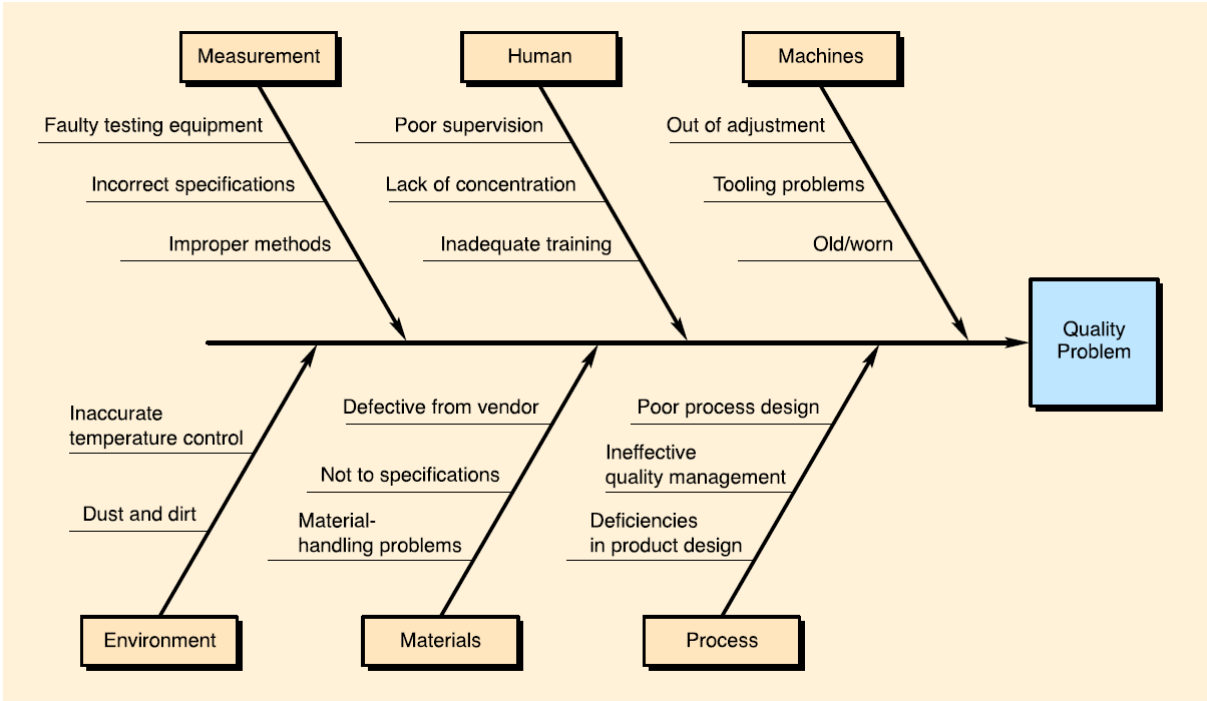 Measurement
Human
Machines
Faulty testing equipment
Poor supervision
Out of adjustment
Incorrect specifications
Lack of concentration
Tooling problems
Improper methods
Inadequate training
Old/worn
Quality
Problem
Inaccurate
temperature control
Defective from vendor
Poor process design
Ineffective
quality management
Not to specifications
Dust and dirt
Material-
handling problems
Deficiencies
in product design
Environment
Materials
Process